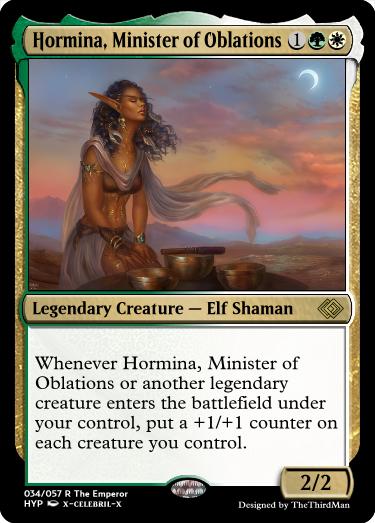 Hormina, Minister of Oblations 1
Legendary Creature — Elf Shaman
Whenever Hormina, Minister of
Oblations or another legendary
creature enters the battlefield under
your control, put a +1/+1 counter on
each creature you control.
2/2
034/057 R The Emperor
HYP X-CELEBRIL-X
Designed by TheThirdMan